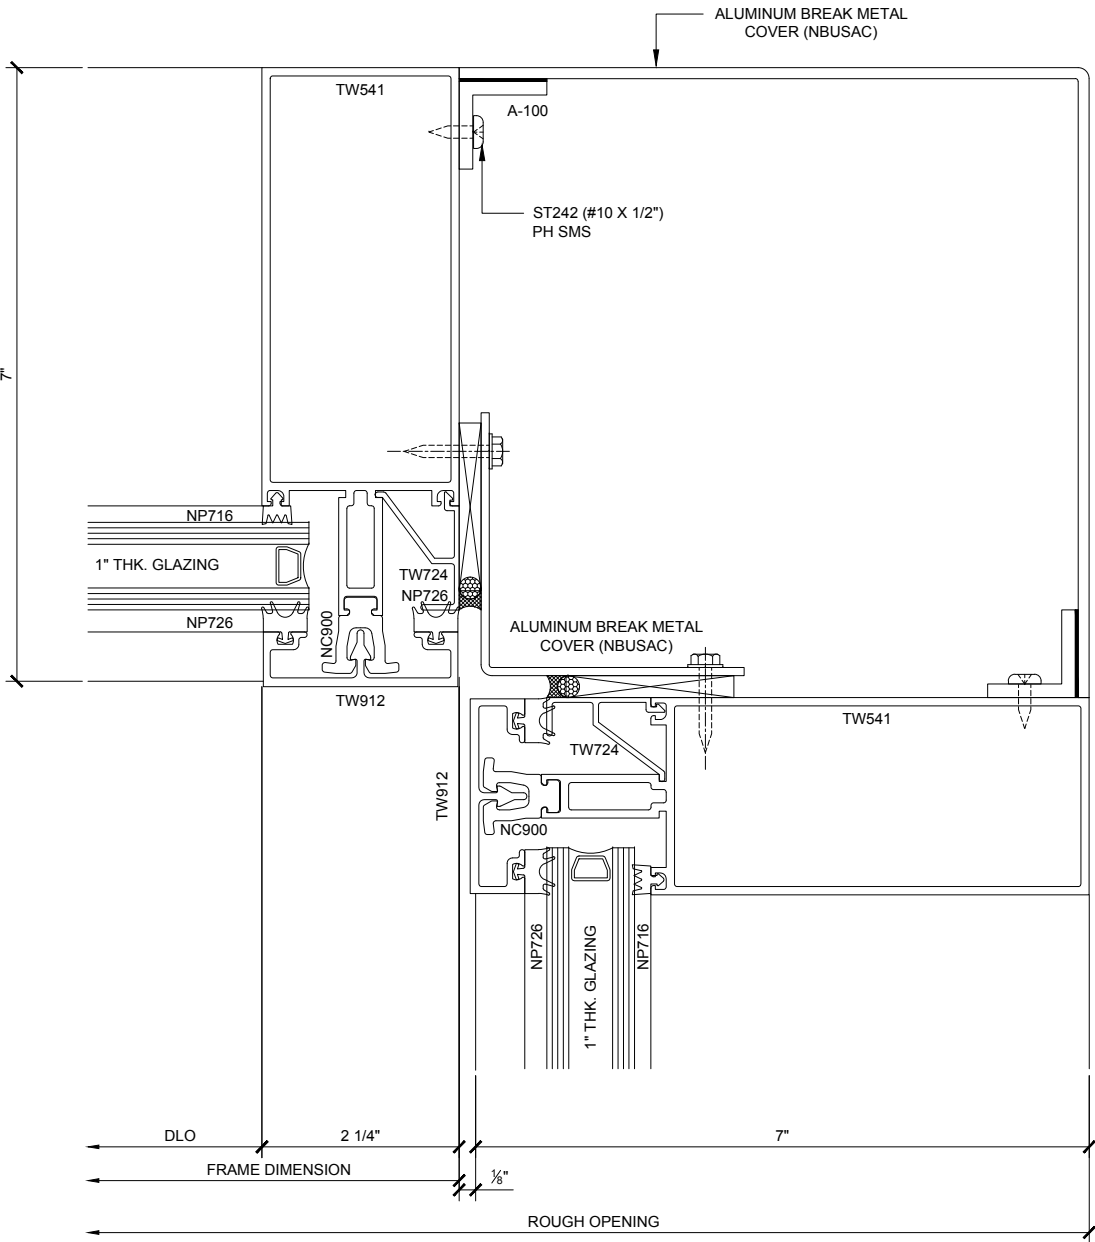 ALUMINUM BREAK METAL
COVER (NBUSAC)
TW541
A-100
ST242 (#10 X 1/2")
PH SMS
7"
NP716
1" THK. GLAZING
TW724
NP726
NP726
NC900
ALUMINUM BREAK METAL
COVER (NBUSAC)
TW912
TW541
TW724
TW912
NC900
NP726
1" THK. GLAZING
NP716
DLO
2 1/4"
7"
FRAME DIMENSION
⅛"
ROUGH OPENING